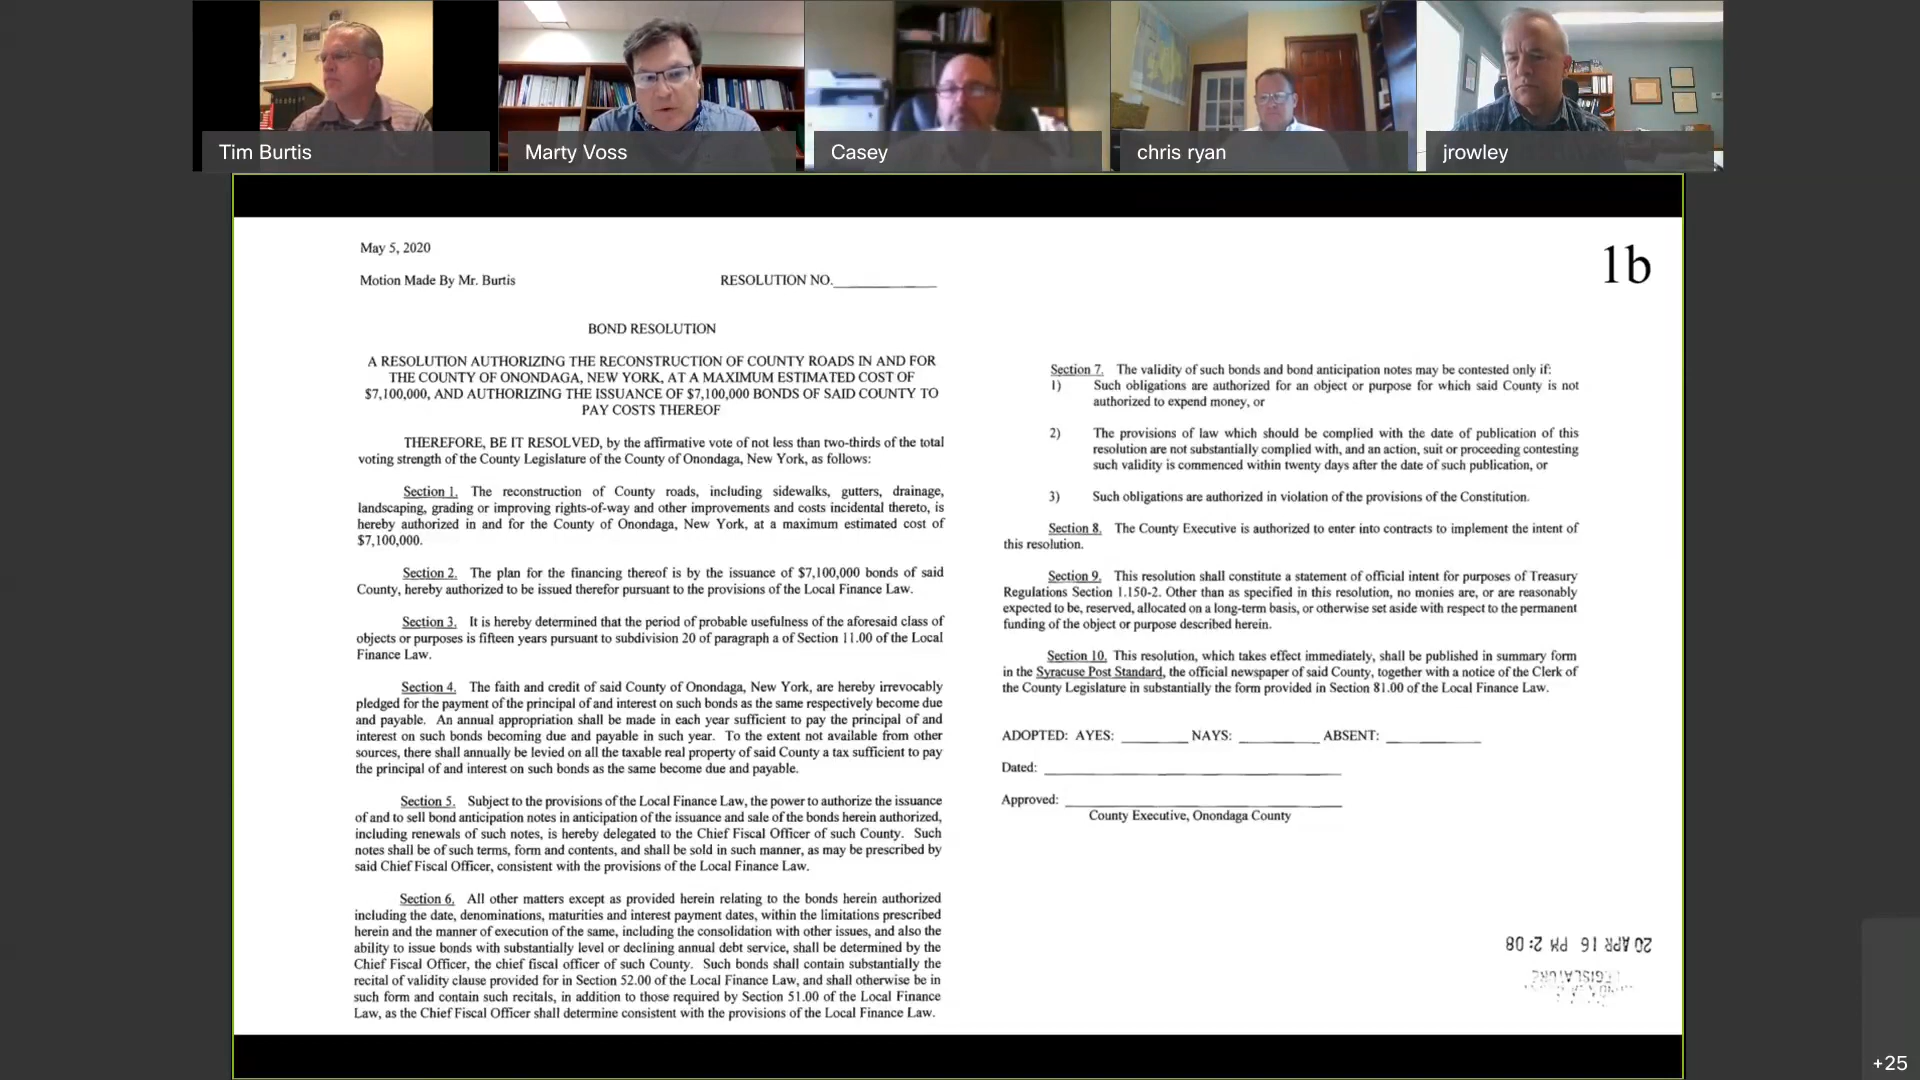 Tim Burtis
Marty Voss
Casey
chris ryan
jrowley
1b
May 5, 2020
Motion Made By Mr. Burtis RESOLUTION NO.____________
BOND RESOLUTION
A RESOLUTION AUTHORIZING THE RECONSTRUCTION OF COUNTY ROADS IN AND FOR
THE COUNTY OF ONONDAGA, NEW YORK, AT A MAXIMUM ESTIMATED COST OF
$7,100,000, AND AUTHORIZING THE ISSUANCE OF $7,100,000 BONDS OF SAID COUNTY TO
PAY COSTS THEREOF
THEREFORE, BE IT RESOLVED, by the affirmative vote of not less than two-thirds of the total
voting strength of the County Legislature of the County of Onondaga, New York, as follows:
Section 1. The reconstruction of County roads, including sidewalks, gutters, drainage,
landscaping, grading or improving rights-of-way and other improvements and costs incidental thereto, is
hereby authorized in and for the County of Onondaga, New York, at a maximum estimated cost of
$7,100,000.
Section 2. The plan for the financing thereof is by the issuance of $7,100,000 bonds of said
County, hereby authorized to be issued therefor pursuant to the provisions of the Local Finance Law.
Section 3. It is hereby determined that the period of probable usefulness of the aforesaid class of
objects or purposes is fifteen years pursuant to subdivision 20 of paragraph a of Section 11.00 of the Local
Finance Law.
Section 4. The faith and credit of said County of Onondaga, New York, are hereby irrevocably
pledged for the payment of the principal of and interest on such bonds as the same respectively become due
and payable. An annual appropriation shall be made in each year sufficient to pay the principal of and
interest on such bonds becoming due and payable in such year. To the extent not available from other
sources, there shall annually be levied on all the taxable real property of said County a tax sufficient to pay
the principal of and interest on such bonds as the same become due and payable.
Section 5. Subject to the provisions of the Local Finance Law, the power to authorize the issuance
of and to sell bond anticipation notes in anticipation of the issuance and sale of the bonds herein authorized,
including renewals of such notes, is hereby delegated to the Chief Fiscal Officer of such County. Such
notes shall be of such terms, form and contents, and shall be sold in such manner, as may be prescribed by
said Chief Fiscal Officer, consistent with the provisions of the Local Finance Law.
Section 6. All other matters except as provided herein relating to the bonds herein authorized
including the date, denominations, maturities and interest payment dates, within the limitations prescribed
herein and the manner of execution of the same, including the consolidation with other issues, and also the
ability to issue bonds with substantially level or declining annual debt service, shall be determined by the
Chief Fiscal Officer, the chief fiscal officer of such County. Such bonds shall contain substantially the
recital of validity clause provided for in Section 52.00 of the Local Finance Law, and shall otherwise be in
such form and contain such recitals, in addition to those required by Section 51.00 of the Local Finance
Law, as the Chief Fiscal Officer shall determine consistent with the provisions of the Local Finance Law.
Section 7. The validity of such bonds and bond anticipation notes may be contested only if:
1) Such obligations are authorized for an object or purpose for which said County is not
authorized to expend money, or
2) The provisions of law which should be complied with the date of publication of this
resolution are not substantially complied with, and an action, suit or proceeding contesting
such validity is commenced within twenty days after the date of such publication, or
3) Such obligations are authorized in violation of the provisions of the Constitution.
Section 8. The County Executive is authorized to enter into contracts to implement the intent of
this resolution.
Section 9. This resolution shall constitute a statement of official intent for purposes of Treasury
Regulations Section 1.150-2. Other than as specified in this resolution, no monies are, or are reasonably
expected to be, reserved, allocated on a long-term basis, or otherwise set aside with respect to the permanent
funding of the object or purpose described herein.
Section 10. This resolution, which takes effect immediately, shall be published in summary form
in the Syracuse Post Standard, the official newspaper of said County, together with a notice of the Clerk of
the County Legislature in substantially the form provided in Section 81.00 of the Local Finance Law.
ADOPTED: AYES: ________ NAYS: _________ ABSENT: __________
Dated: ______________________________
Approved: ____________________________
County Executive, Onondaga County
20 APR 16 PM 2:08
LEGISLATURE
+25